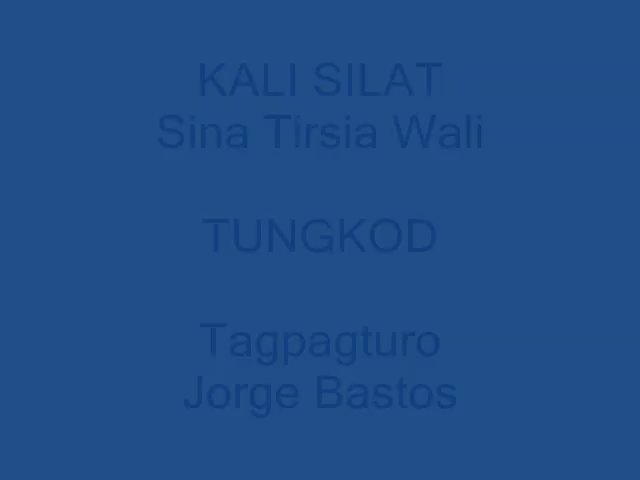 KALI SILAT
Sina Tirsia Wali
TUNGKOD
Tagpagturo
Jorge Bastos